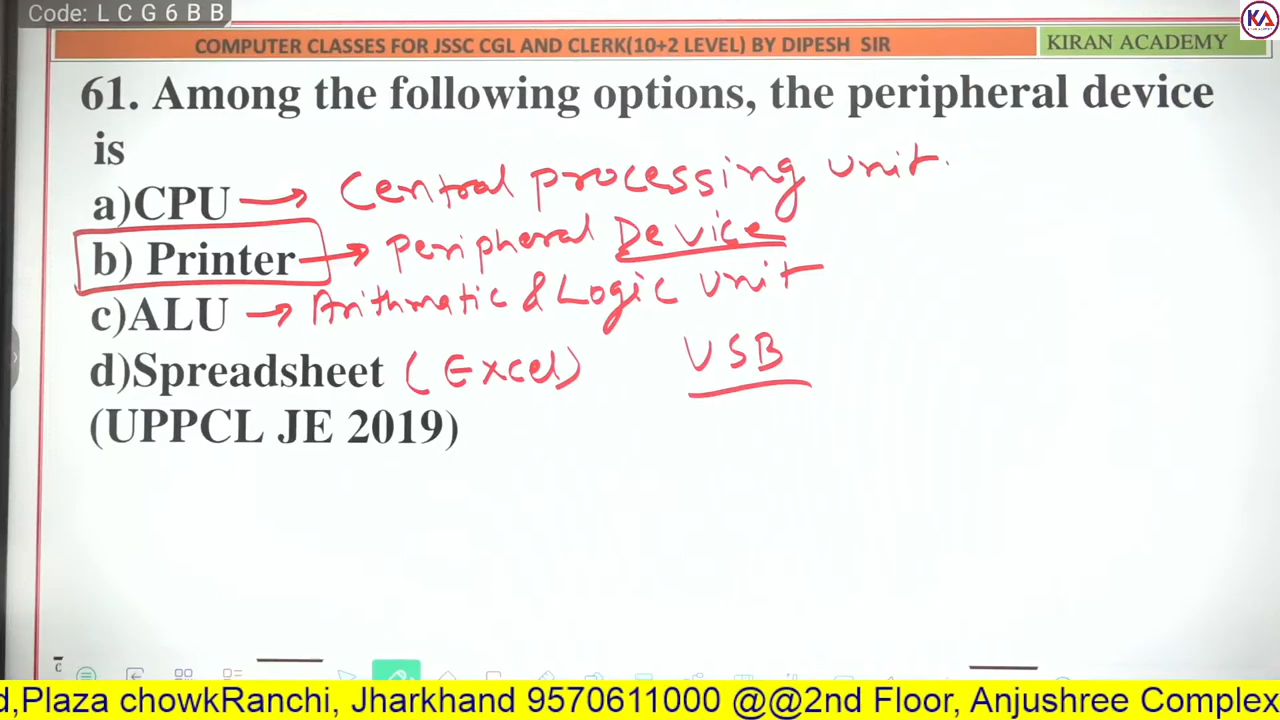 Code: L C G 6 B B
KA
COMPUTER CLASSES FOR JSSC CGL AND CLERK(10+2 LEVEL) BY DIPESH SIR
KIRAN ACADEMY
61. Among the following options, the peripheral device
is
a)CPU → Central processing unit.
b) Printer → Peripheral Device
c)ALU → Arithmatic & Logic unit
d)Spreadsheet (Excel) USB
(UPPCL JE 2019)
d,Plaza chowkRanchi, Jharkhand 9570611000 @@2nd Floor, Anjushree Complex